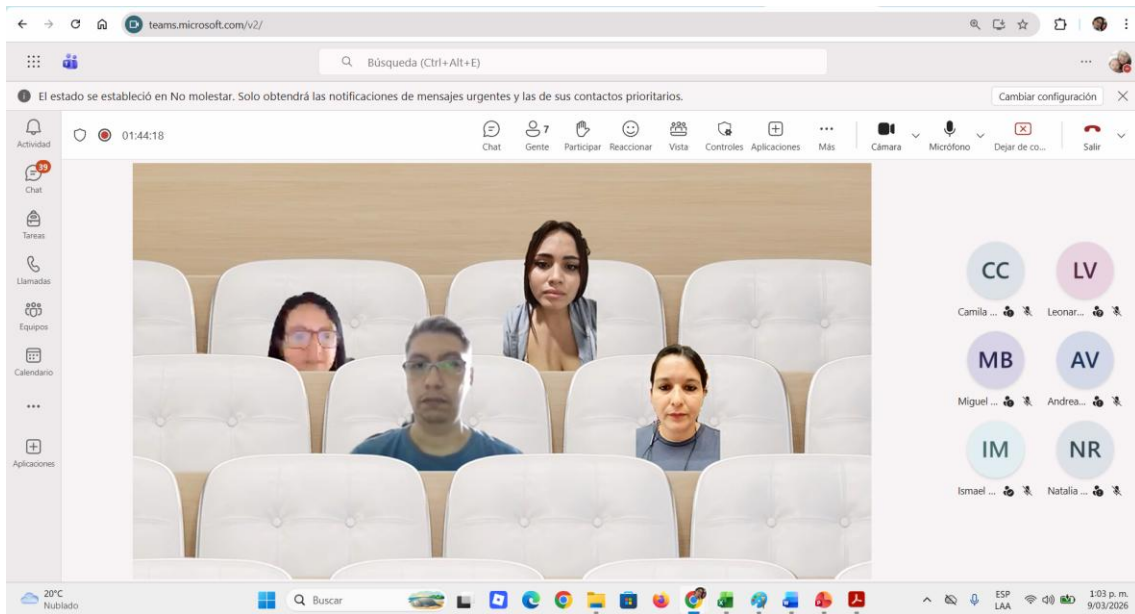 teams.microsoft.com/v2/
Búsqueda (Ctrl+Alt+E)
El estado se estableció en No molestar. Solo obtendrá las notificaciones de mensajes urgentes y las de sus contactos prioritarios.
Cambiar configuración
01:44:18
7
Chat
Gente
Participar
Reaccionar
Vista
Controles
Aplicaciones
Más
Cámara
Micrófono
Dejar de co...
Salir
Actividad
39
Chat
Tareas
Llamadas
Equipos
Calendario
Aplicaciones
CC
LV
Camila ...
Leonar...
MB
AV
Miguel ...
Andrea...
IM
NR
Ismael ...
Natalia ...
20°C
Nublado
Buscar
ESP
LAA
1:03 p. m.
9/03/2026